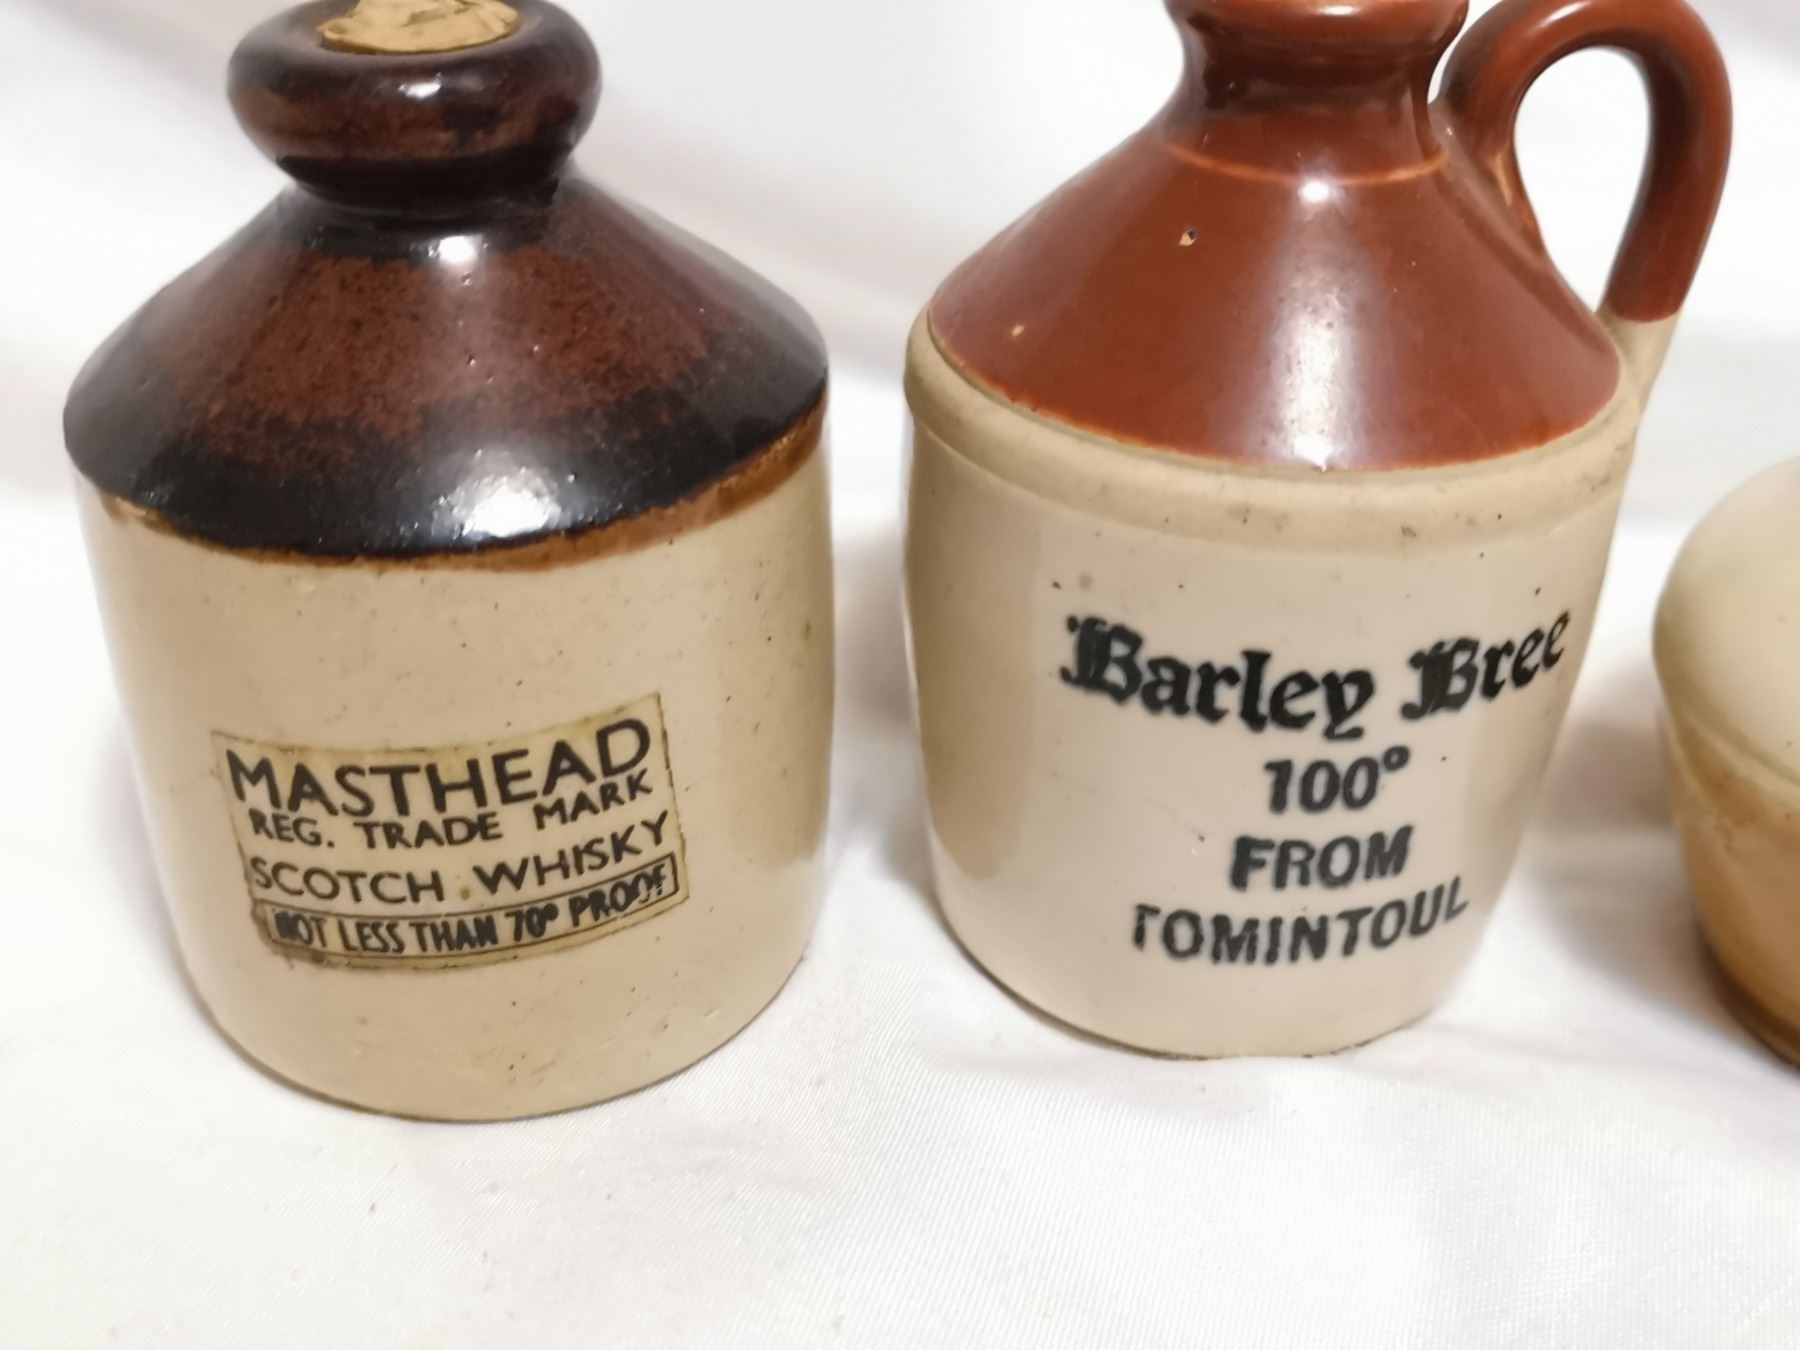 MASTHEAD
REG. TRADE MARK
SCOTCH WHISKY
NOT LESS THAN 70° PROOF
Barley Bree
100°
FROM
TOMINTOUL